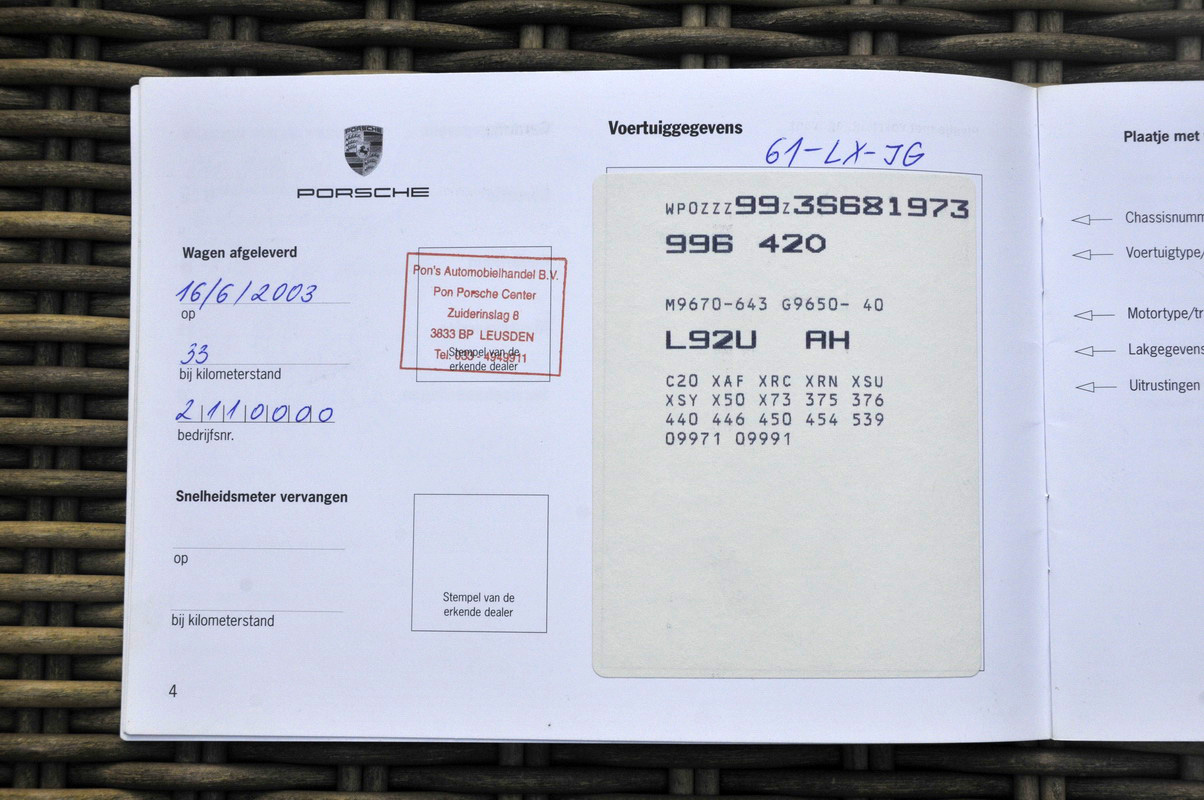 PORSCHE
PORSCHE
Wagen afgeleverd
16/6/2003
op
33
bij kilometerstand
2110000
bedrijfsnr.
Pon's Automobielhandel B.V.
Pon Porsche Center
Zuiderinslag 8
3833 BP LEUSDEN
Tel. 033 - 4949911
Stempel van de
erkende dealer
Snelheidsmeter vervangen
op
bij kilometerstand
Stempel van de
erkende dealer
4
Voertuiggegevens
61-LX-JG
WP0ZZZ99Z3S681973
996 420
M9670-643 G9650- 40
L92U AH
C20 XAF XRC XRN XSU
XSY X50 X73 375 376
440 446 450 454 539
09971 09991
Plaatje met
Chassisnumm
Voertuigtype/
Motortype/tr
Lakgegevens
Uitrustingen